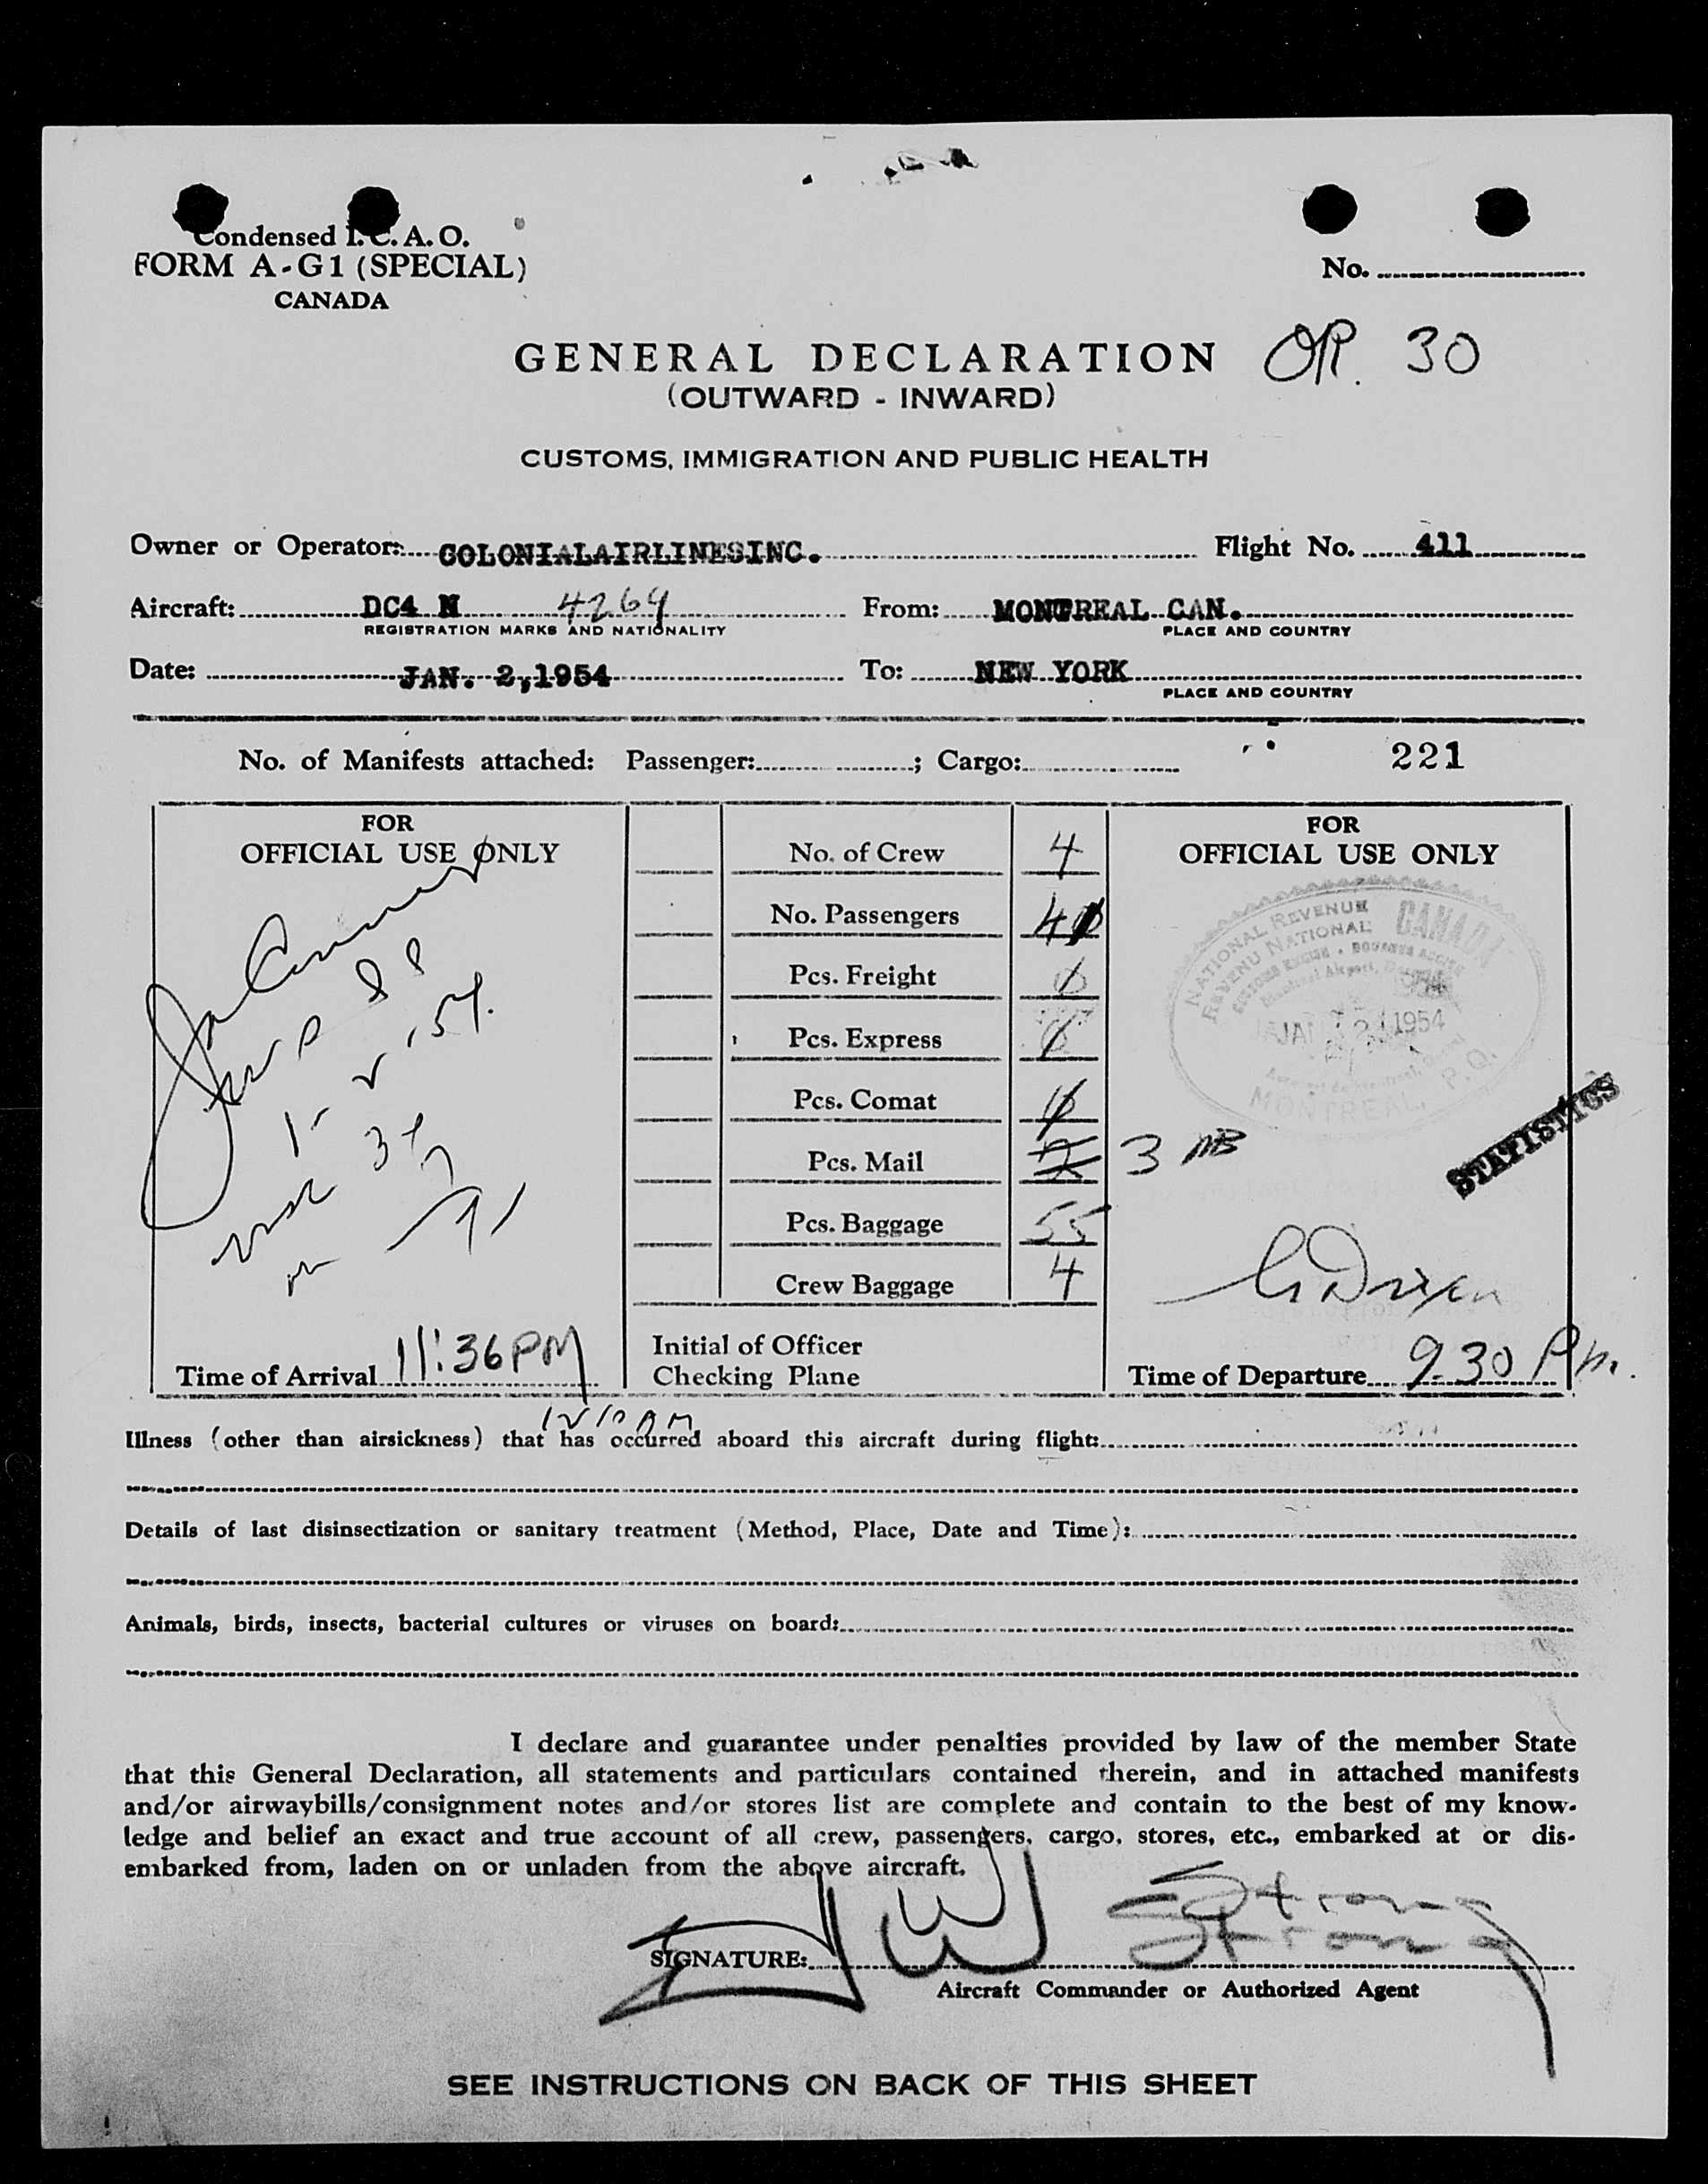 Condensed I.C.A.O.
FORM A-G1 (SPECIAL)
CANADA
No.
GENERAL DECLARATION
OR. 30
(OUTWARD - INWARD)
CUSTOMS, IMMIGRATION AND PUBLIC HEALTH
Owner or Operator: COLONIALAIRLINESINC. Flight No. 411
Aircraft: DC4 N 4269 From: MONTREAL CAN.
REGISTRATION MARKS AND NATIONALITY PLACE AND COUNTRY
Date: JAN. 2,1954 To: NEW YORK
PLACE AND COUNTRY
No. of Manifests attached: Passenger: ; Cargo: 221
FOR
OFFICIAL USE ONLY
No. of Crew 4
No. Passengers
Pcs. Freight
Pcs. Express
Pcs. Comat
Pcs. Mail 3
Pcs. Baggage 55
Crew Baggage 4
Time of Arrival 11:36 PM
Initial of Officer
Checking Plane
FOR
OFFICIAL USE ONLY
NATIONAL REVENUE
REVENU NATIONAL
CANADA
1954
MONTREAL, P.Q.
STATISTICS
Time of Departure 9.30 Pm.
Illness (other than airsickness) that has occurred aboard this aircraft during flight:
Details of last disinsectization or sanitary treatment (Method, Place, Date and Time):
Animals, birds, insects, bacterial cultures or viruses on board:
I declare and guarantee under penalties provided by law of the member State
that this General Declaration, all statements and particulars contained therein, and in attached manifests
and/or airwaybills/consignment notes and/or stores list are complete and contain to the best of my know-
ledge and belief an exact and true account of all crew, passengers, cargo, stores, etc., embarked at or dis-
embarked from, laden on or unladen from the above aircraft.
SIGNATURE: Strong
Strong
Aircraft Commander or Authorized Agent
SEE INSTRUCTIONS ON BACK OF THIS SHEET